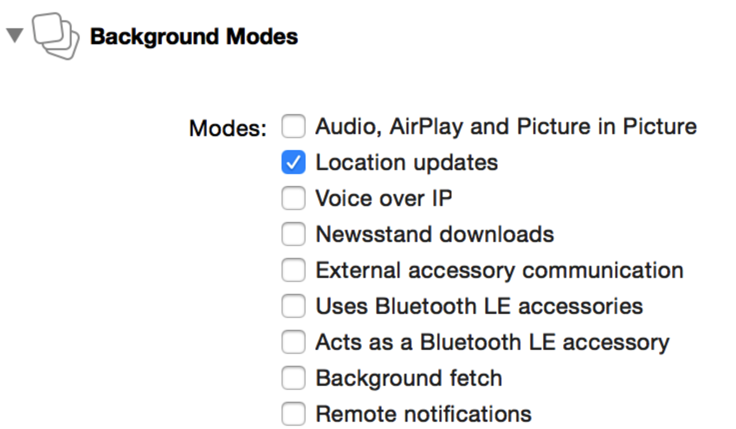 Background Modes
Modes: Audio, AirPlay and Picture in Picture
Location updates
Voice over IP
Newsstand downloads
External accessory communication
Uses Bluetooth LE accessories
Acts as a Bluetooth LE accessory
Background fetch
Remote notifications